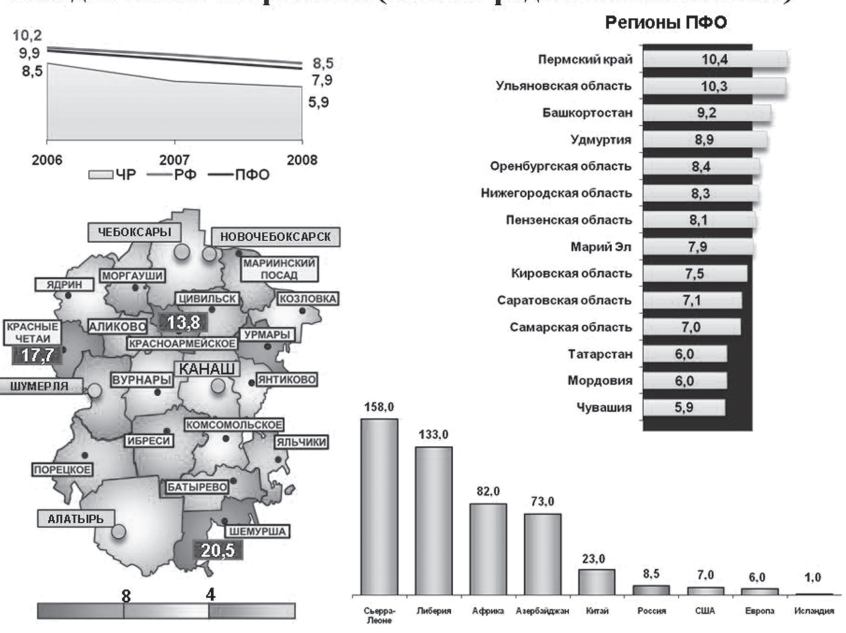 Регионы ПФО
10,2
9,9
8,5
8,5
7,9
5,9
2006 2007 2008
ЧР РФ ПФО
Пермский край 10,4
Ульяновская область 10,3
Башкортостан 9,2
Удмуртия 8,9
Оренбургская область 8,4
Нижегородская область 8,3
Пензенская область 8,1
Марий Эл 7,9
Кировская область 7,5
Саратовская область 7,1
Самарская область 7,0
Татарстан 6,0
Мордовия 6,0
Чувашия 5,9
ЧЕБОКСАРЫ
НОВОЧЕБОКСАРСК
МАРИИНСКИЙ
ПОСАД
МОРГАУШИ
ЯДРИН
ЦИВИЛЬСК
КОЗЛОВКА
КРАСНЫЕ
ЧЕТАИ
17,7
АЛИКОВО
13,8
КРАСНОАРМЕЙСКОЕ
УРМАРЫ
ШУМЕРЛЯ
ВУРНАРЫ
КАНАШ
ЯНТИКОВО
КОМСОМОЛЬСКОЕ
ИБРЕСИ
ЯЛЬЧИКИ
ПОРЕЦКОЕ
БАТЫРЕВО
АЛАТЫРЬ
ШЕМУРША
20,5
8 4
158,0
133,0
82,0
73,0
23,0
8,5
7,0
6,0
1,0
Сьерра-
Леоне
Либерия Африка Азербайджан Китай Россия США Европа Исландия